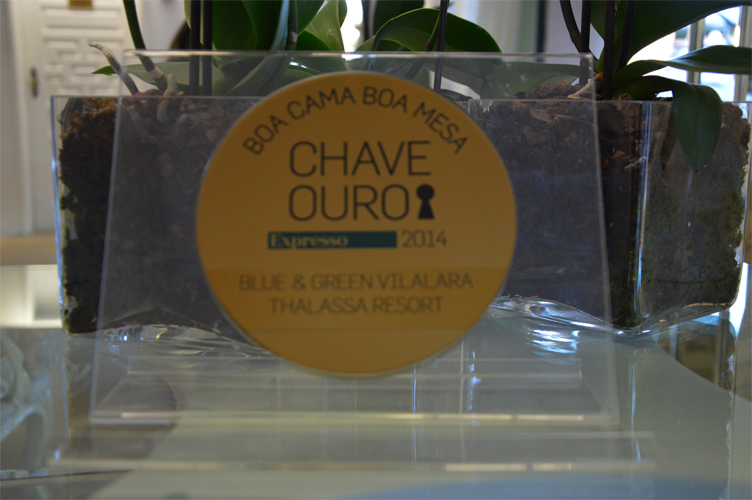 BOA CAMA BOA MESA
CHAVE
OURO
Expresso 2014
BLUE & GREEN VILALARA
THALASSA RESORT